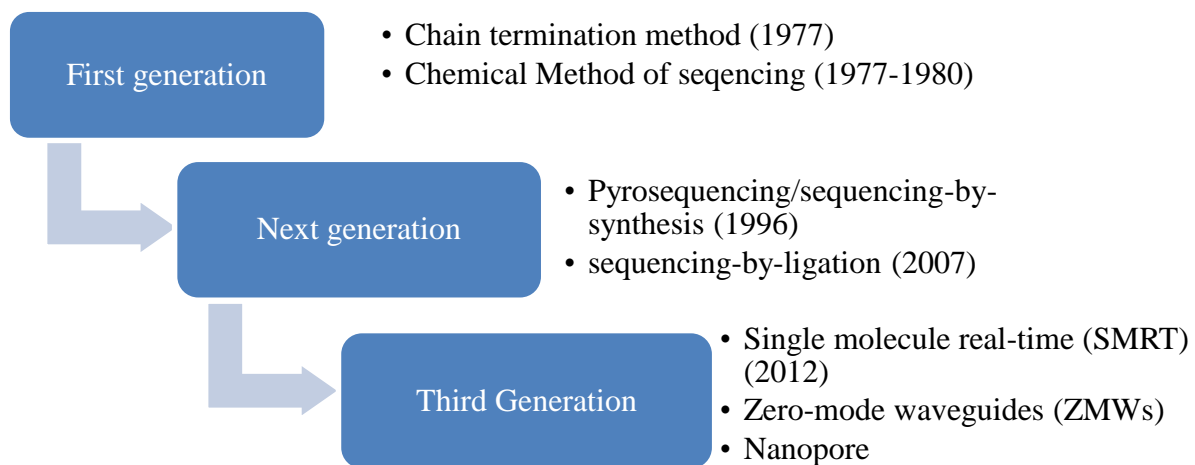 First generation
• Chain termination method (1977)
• Chemical Method of seqencing (1977-1980)
Next generation
• Pyrosequencing/sequencing-by-
synthesis (1996)
• sequencing-by-ligation (2007)
Third Generation
• Single molecule real-time (SMRT)
(2012)
• Zero-mode waveguides (ZMWs)
• Nanopore